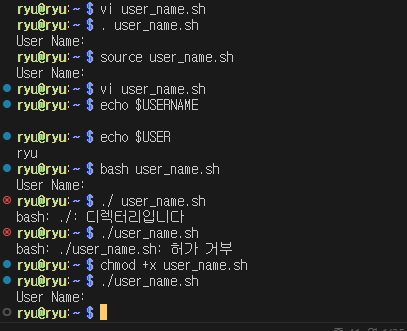 ryu@ryu:~ $ vi user_name.sh
ryu@ryu:~ $ . user_name.sh
User Name:
ryu@ryu:~ $ source user_name.sh
User Name:
ryu@ryu:~ $ vi user_name.sh
ryu@ryu:~ $ echo $USERNAME
ryu@ryu:~ $ echo $USER
ryu
ryu@ryu:~ $ bash user_name.sh
User Name:
ryu@ryu:~ $ ./ user_name.sh
bash: ./: 디렉터리입니다
ryu@ryu:~ $ ./user_name.sh
bash: ./user_name.sh: 허가 거부
ryu@ryu:~ $ chmod +x user_name.sh
ryu@ryu:~ $ ./user_name.sh
User Name:
ryu@ryu:~ $